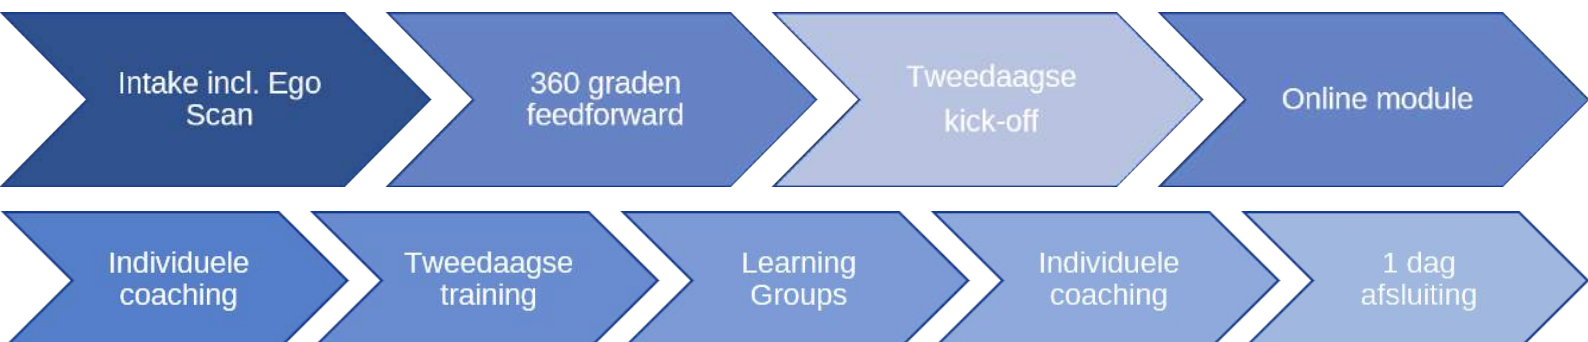 Intake incl. Ego
Scan
360 graden
feedforward
Tweedaagse
kick-off
Online module
Individuele
coaching
Tweedaagse
training
Learning
Groups
Individuele
coaching
1 dag
afsluiting